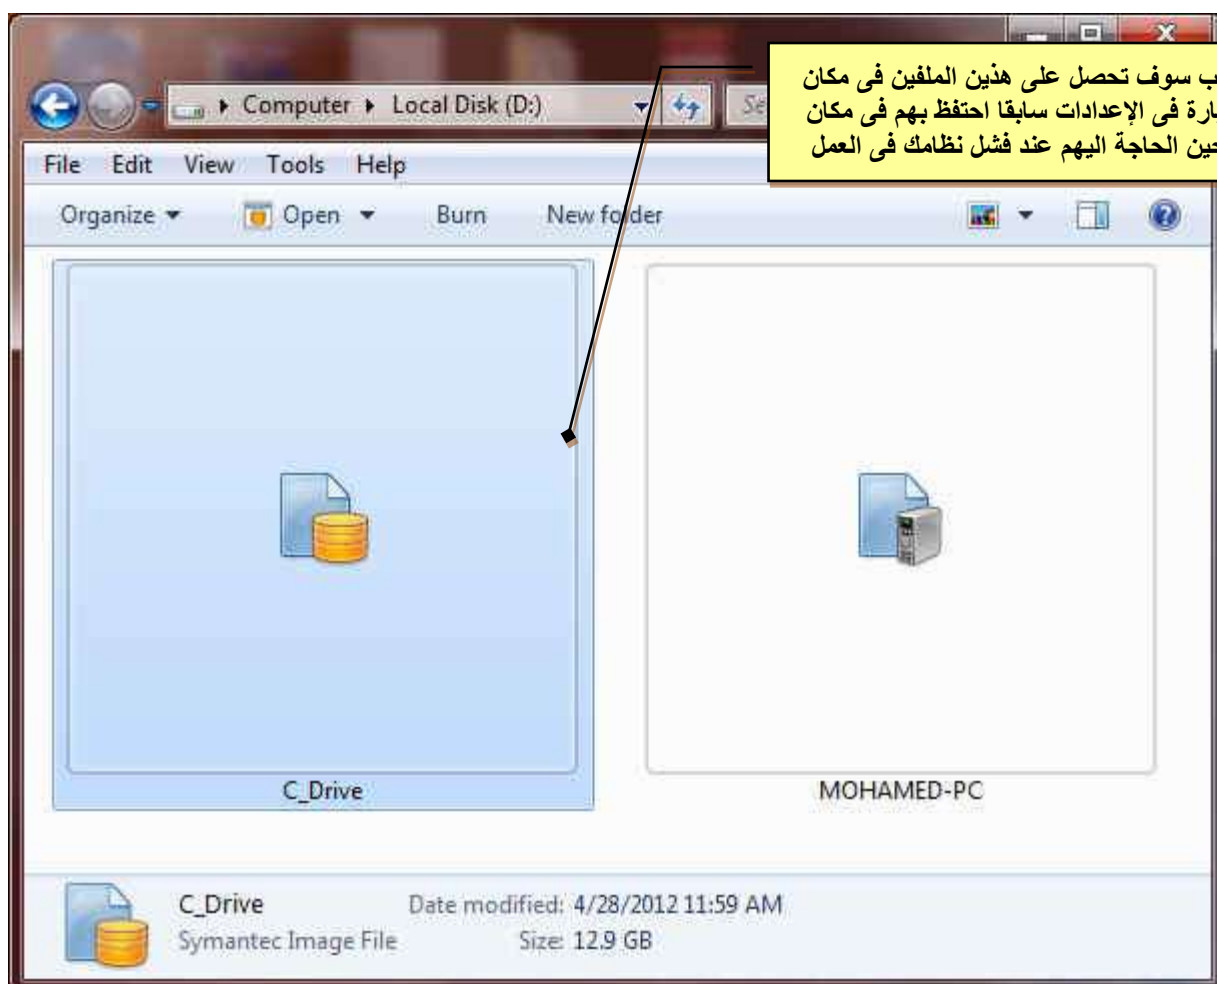 ب سوف تحصل على هذين الملفين فى مكان
ارة فى الإعدادات سابقا احتفظ بهم فى مكان
حين الحاجة اليهم عند فشل نظامك فى العمل
Computer Local Disk (D:) Se
File Edit View Tools Help
Organize Open Burn New folder
C_Drive MOHAMED-PC
C_Drive Date modified: 4/28/2012 11:59 AM
Symantec Image File Size: 12.9 GB